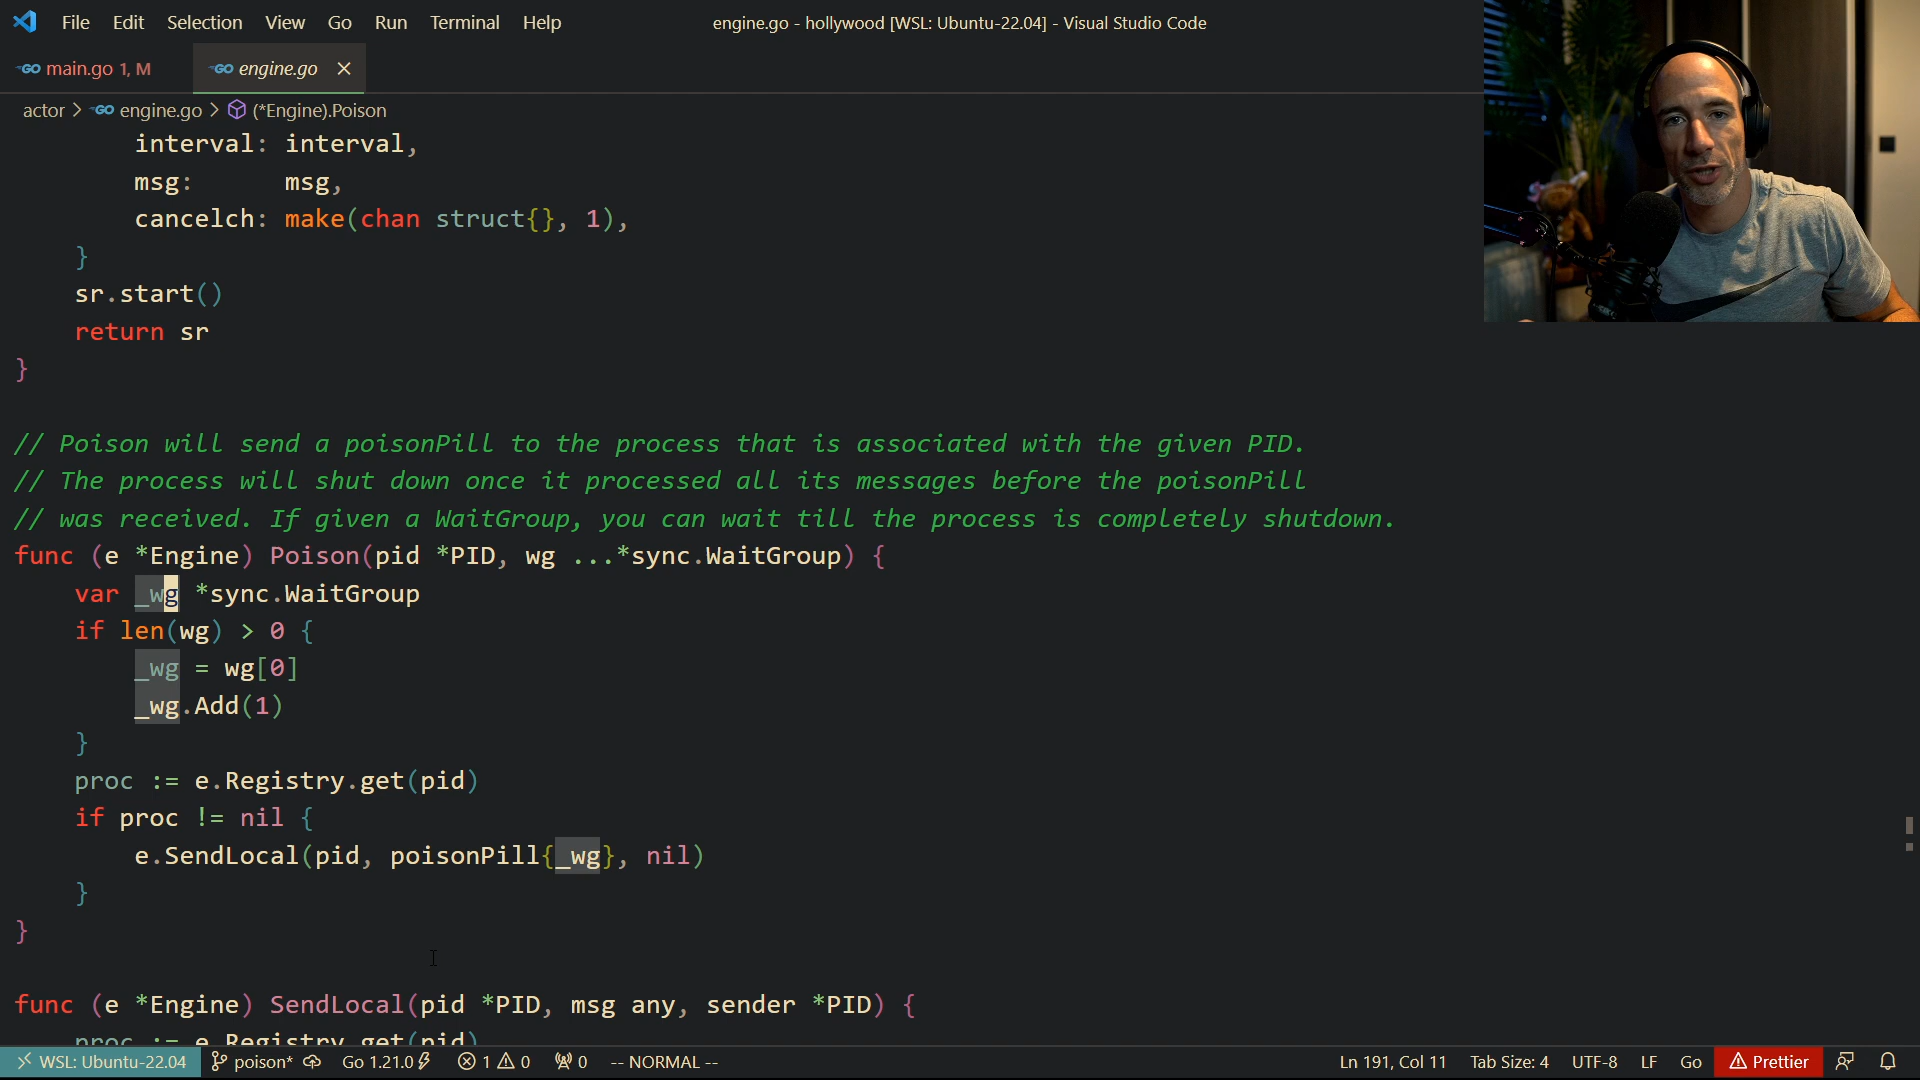 File Edit Selection View Go Run Terminal Help
engine.go - hollywood [WSL: Ubuntu-22.04] - Visual Studio Code
GO main.go 1, M
GO engine.go
actor > GO engine.go > (*Engine).Poison
interval: interval,
msg: msg,
cancelch: make(chan struct{}, 1),
}
sr.start()
return sr
}
// Poison will send a poisonPill to the process that is associated with the given PID.
// The process will shut down once it processed all its messages before the poisonPill
// was received. If given a WaitGroup, you can wait till the process is completely shutdown.
func (e *Engine) Poison(pid *PID, wg ...*sync.WaitGroup) {
var _wg *sync.WaitGroup
if len(wg) > 0 {
_wg = wg[0]
_wg.Add(1)
}
proc := e.Registry.get(pid)
if proc != nil {
e.SendLocal(pid, poisonPill{_wg}, nil)
}
}
func (e *Engine) SendLocal(pid *PID, msg any, sender *PID) {
proc := e.Registry.get(pid)
WSL: Ubuntu-22.04 poison* Go 1.21.0 1 0 0 -- NORMAL -- Ln 191, Col 11 Tab Size: 4 UTF-8 LF Go Prettier